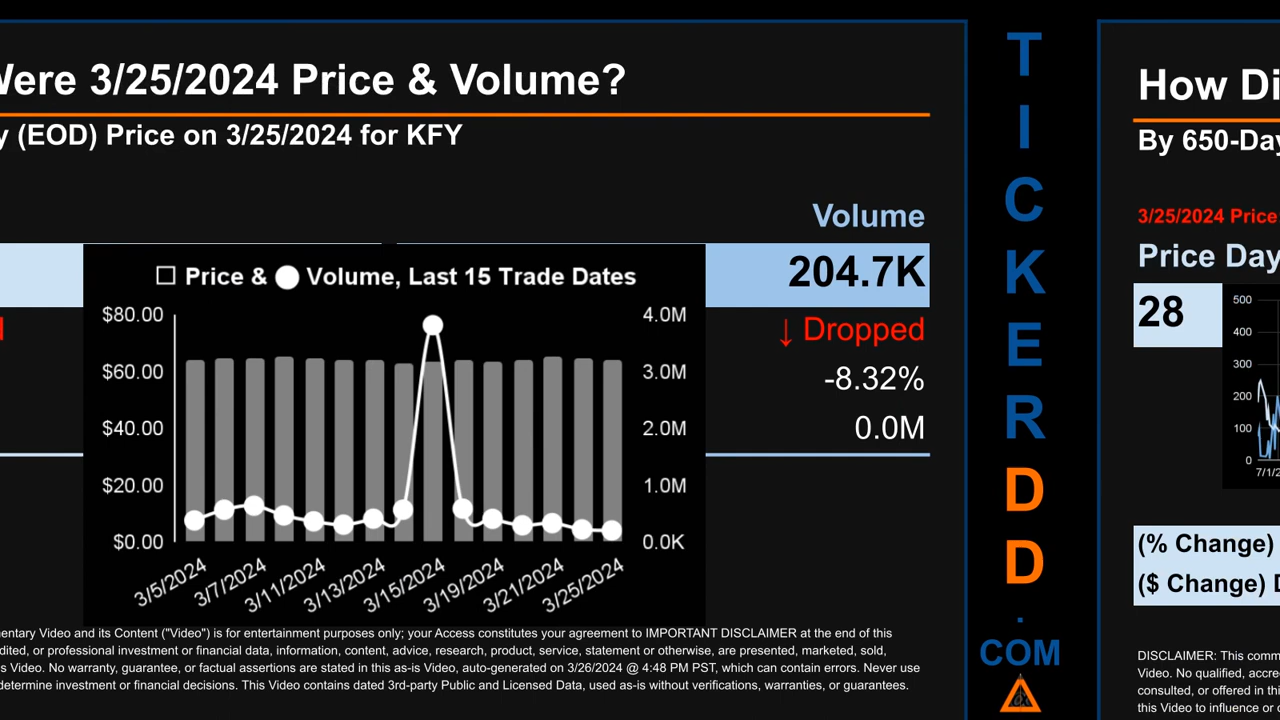 Were 3/25/2024 Price & Volume?
(EOD) Price on 3/25/2024 for KFY
Volume
204.7K
↓ Dropped
-8.32%
0.0M
Price & Volume, Last 15 Trade Dates
$80.00
$60.00
$40.00
$20.00
$0.00
4.0M
3.0M
2.0M
1.0M
0.0K
3/5/2024
3/7/2024
3/11/2024
3/13/2024
3/15/2024
3/19/2024
3/21/2024
3/25/2024
Video and its Content ("Video") is for entertainment purposes only; your Access constitutes your agreement to IMPORTANT DISCLAIMER at the end of this
or professional investment or financial data, information, content, advice, research, product, service, statement or otherwise, are presented, marketed, sold,
Video. No warranty, guarantee, or factual assertions are stated in this as-is Video, auto-generated on 3/26/2024 @ 4:48 PM PST, which can contain errors. Never use
determine investment or financial decisions. This Video contains dated 3rd-party Public and Licensed Data, used as-is without verifications, warranties, or guarantees.
T
I
C
K
E
R
D
D
.
COM
How Di
By 650-Day
3/25/2024 Price
Price Day
28
500
400
300
200
100
0
7/1/2
(% Change)
($ Change) D
DISCLAIMER: This comm
Video. No qualified, accre
consulted, or offered in thi
this Video to influence or d